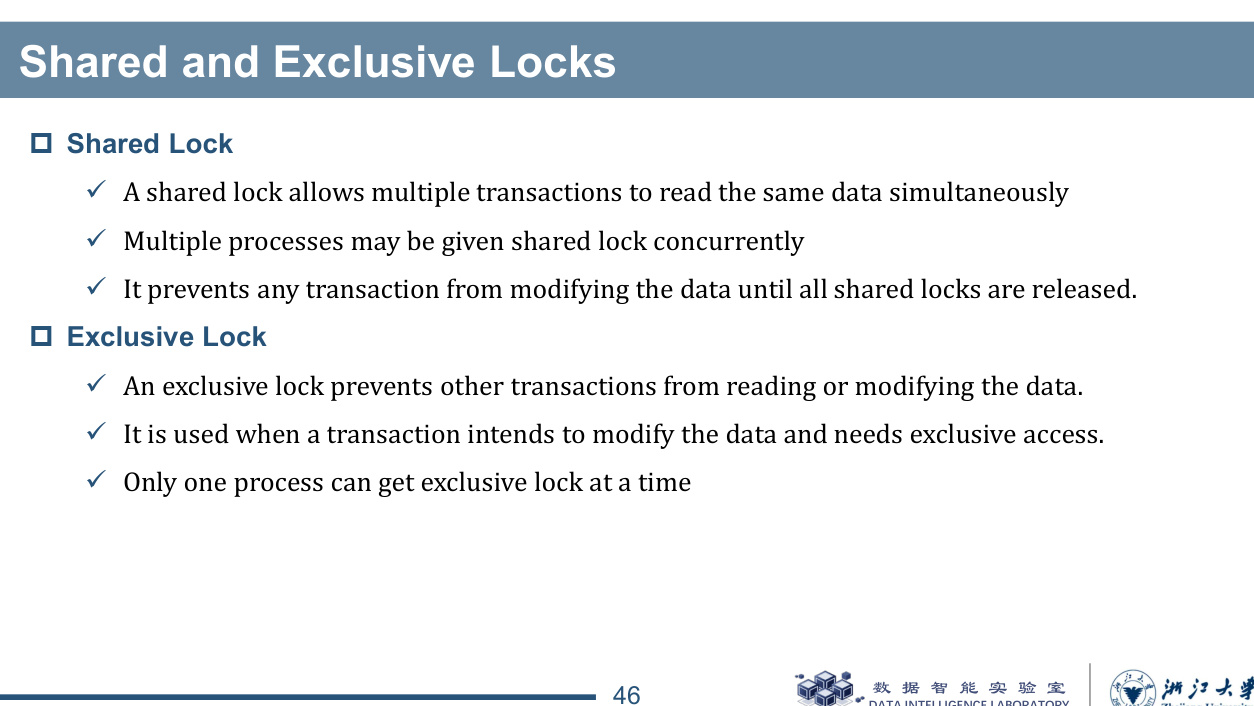 Shared and Exclusive Locks
Shared Lock
A shared lock allows multiple transactions to read the same data simultaneously
Multiple processes may be given shared lock concurrently
It prevents any transaction from modifying the data until all shared locks are released.
Exclusive Lock
An exclusive lock prevents other transactions from reading or modifying the data.
It is used when a transaction intends to modify the data and needs exclusive access.
Only one process can get exclusive lock at a time
46
数据智能实验室
DATA INTELLIGENCE LABORATORY
浙江大学
Zhejiang University